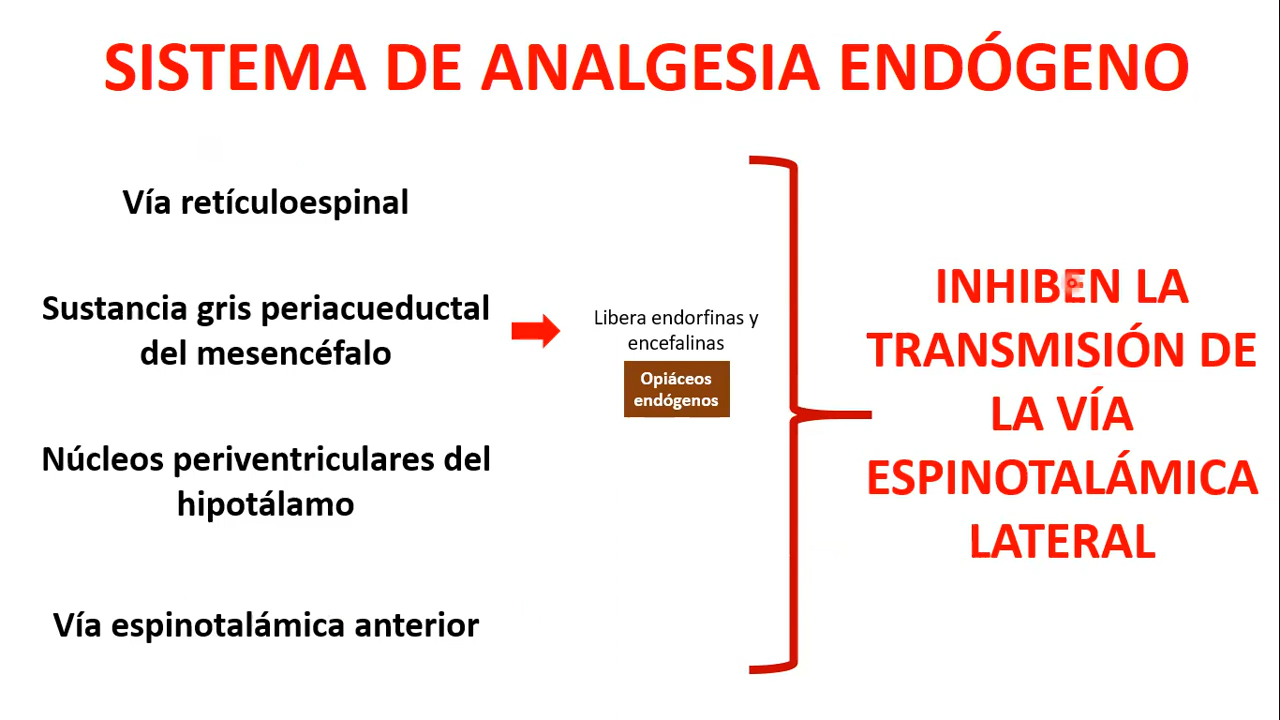 SISTEMA DE ANALGESIA ENDÓGENO
Vía retículoespinal
Sustancia gris periacueductal
del mesencéfalo
Libera endorfinas y
encefalinas
Opiáceos
endógenos
Núcleos periventriculares del
hipotálamo
Vía espinotalámica anterior
INHIBEN LA
TRANSMISIÓN DE
LA VÍA
ESPINOTALÁMICA
LATERAL